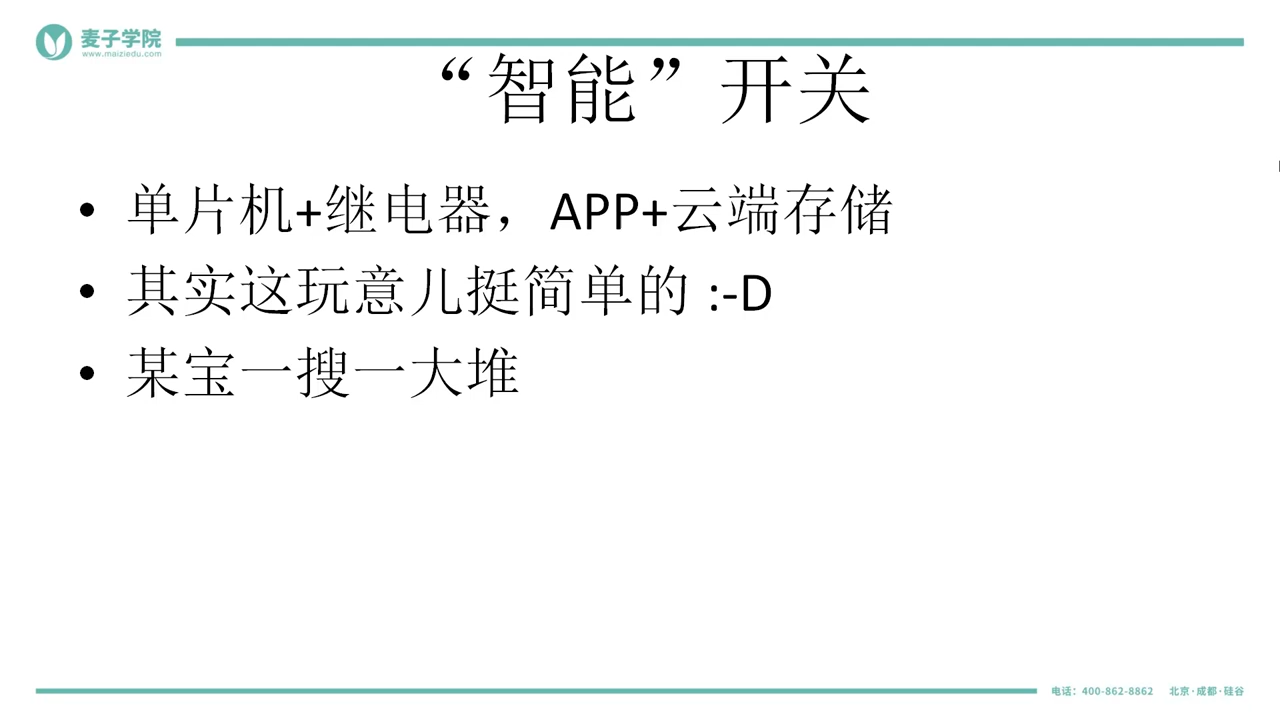 麦子学院
www.maiziedu.com
“智能”开关
• 单片机+继电器，APP+云端存储
• 其实这玩意儿挺简单的 :-D
• 某宝一搜一大堆
电话：400-862-8862 北京·成都·硅谷